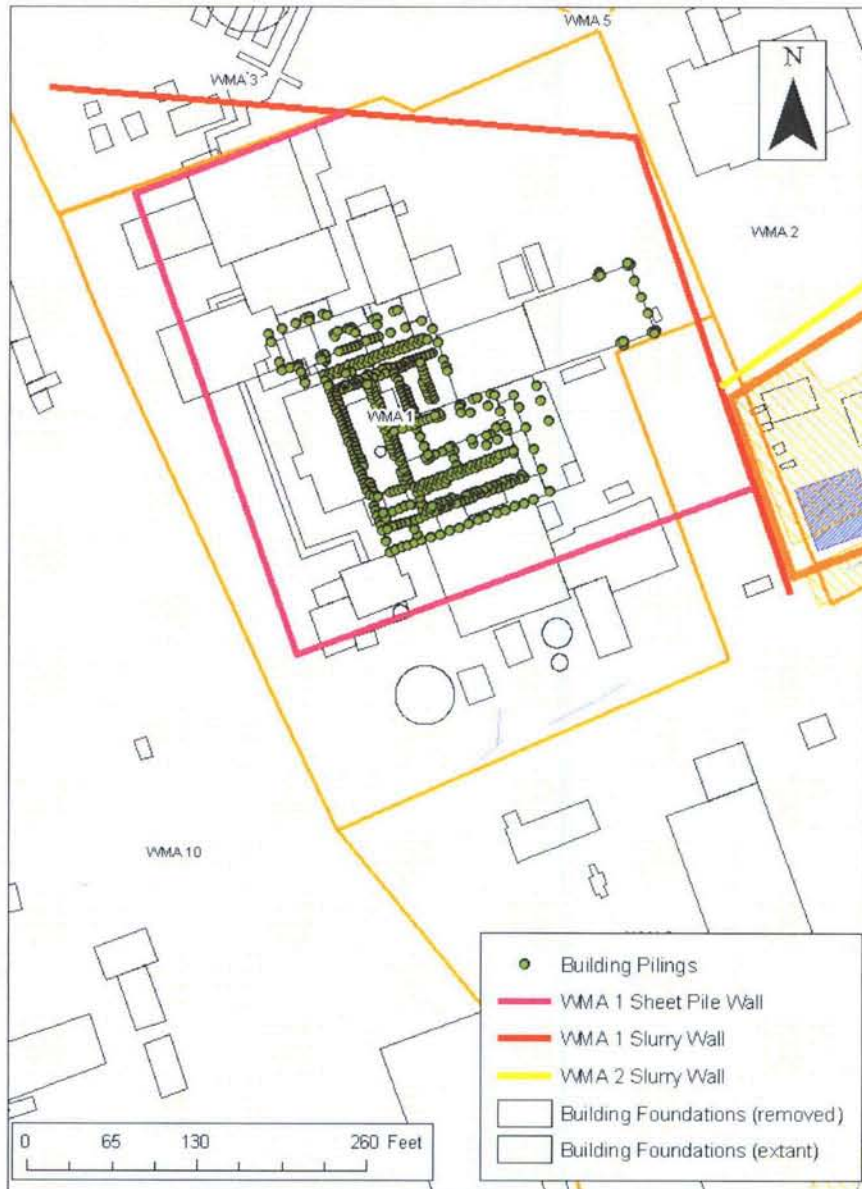 WMA 5
WMA 3
N
WMA 2
WMA 1
WMA 10
Building Pilings
WMA 1 Sheet Pile Wall
WMA 1 Slurry Wall
WMA 2 Slurry Wall
Building Foundations (removed)
Building Foundations (extant)
0 65 130 260 Feet